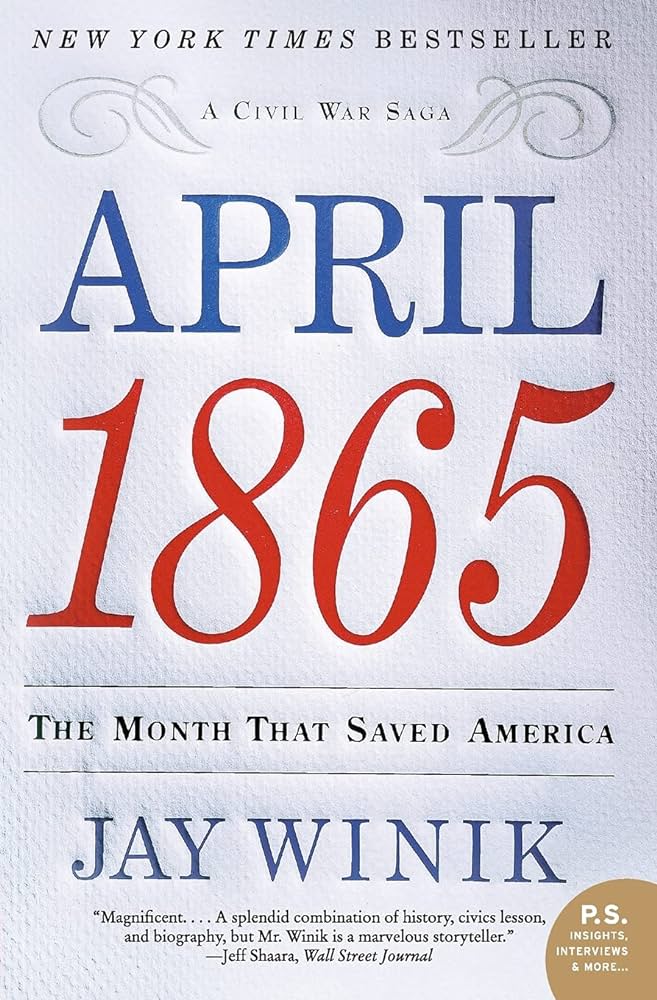 NEW YORK TIMES BESTSELLER
A CIVIL WAR SAGA
APRIL
1865
THE MONTH THAT SAVED AMERICA
JAY WINIK
“Magnificent. . . . A splendid combination of history, civics lesson,
and biography, but Mr. Winik is a marvelous storyteller.”
—Jeff Shaara, Wall Street Journal
P.S.
INSIGHTS,
INTERVIEWS
& MORE...